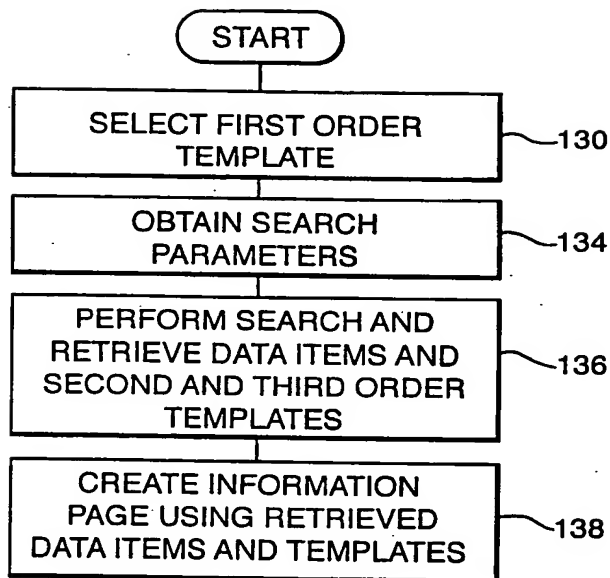 START
SELECT FIRST ORDER
TEMPLATE
130
OBTAIN SEARCH
PARAMETERS
134
PERFORM SEARCH AND
RETRIEVE DATA ITEMS AND
SECOND AND THIRD ORDER
TEMPLATES
136
CREATE INFORMATION
PAGE USING RETRIEVED
DATA ITEMS AND TEMPLATES
138